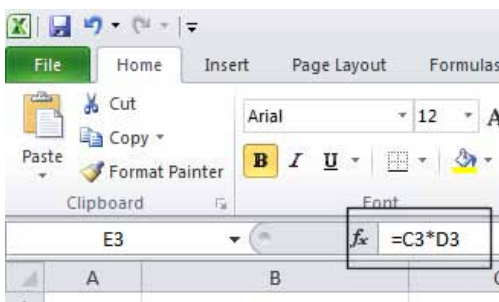 File Home Insert Page Layout Formulas
Cut
Copy
Format Painter
Paste
Clipboard
Arial 12 A
B I U
Font
E3 fx =C3*D3
A B